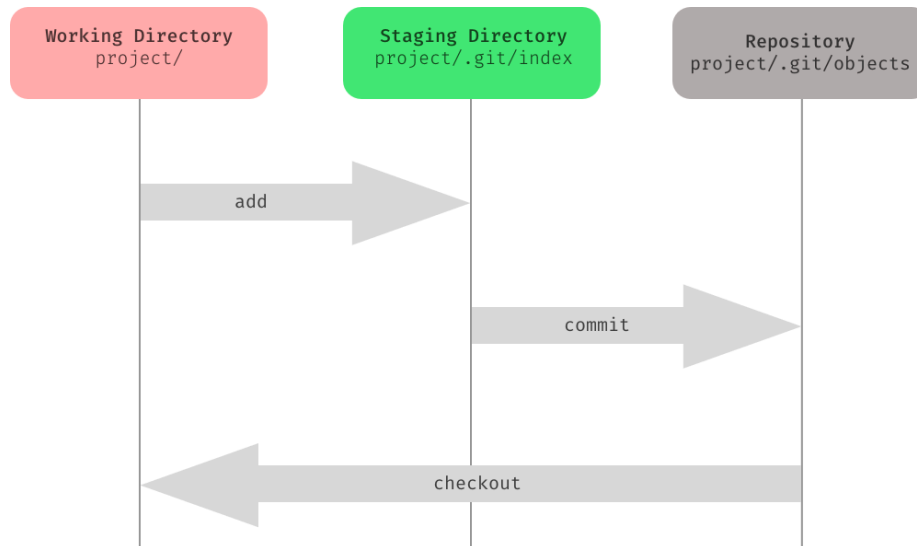 Working Directory
project/
Staging Directory
project/.git/index
Repository
project/.git/objects
add
commit
checkout